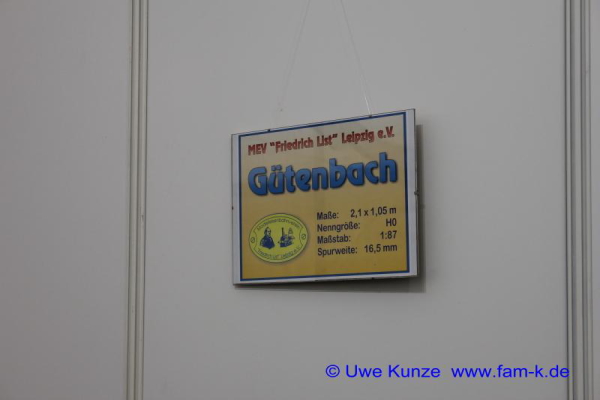 MEV "Friedrich List" Leipzig e.V.
Gütenbach
Maße: 2,1 x 1,05 m
Nenngröße: H0
Maßstab: 1:87
Spurweite: 16,5 mm
© Uwe Kunze www.fam-k.de